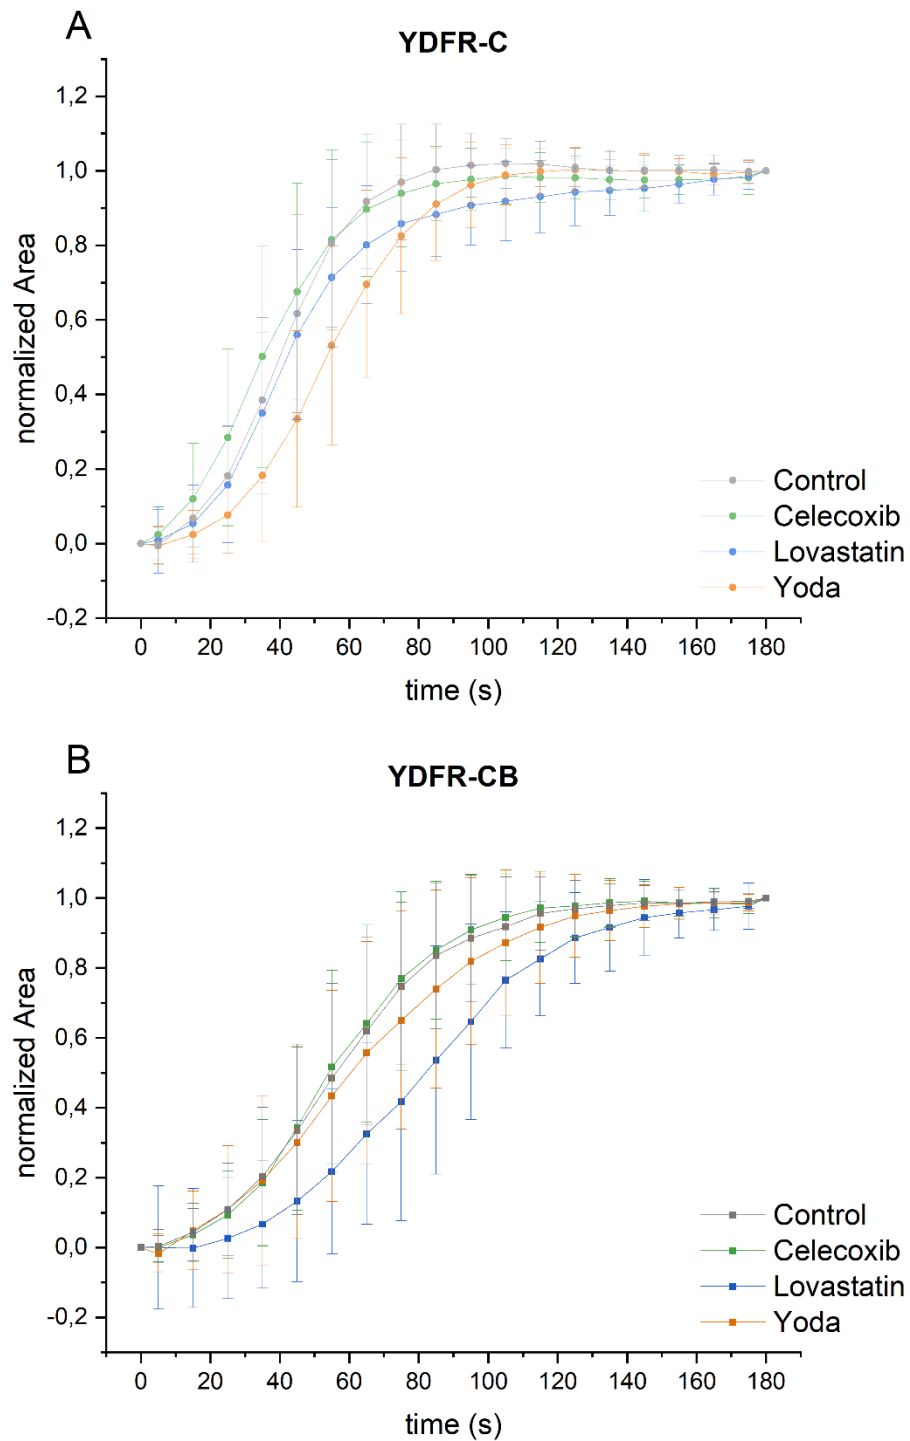 A
YDFR-C
1,2
1,0
0,8
0,6
0,4
0,2
0,0
-0,2
normalized Area
Control
Celecoxib
Lovastatin
Yoda
0 20 40 60 80 100 120 140 160 180
time (s)
B
YDFR-CB
1,2
1,0
0,8
0,6
0,4
0,2
0,0
-0,2
normalized Area
Control
Celecoxib
Lovastatin
Yoda
0 20 40 60 80 100 120 140 160 180
time (s)